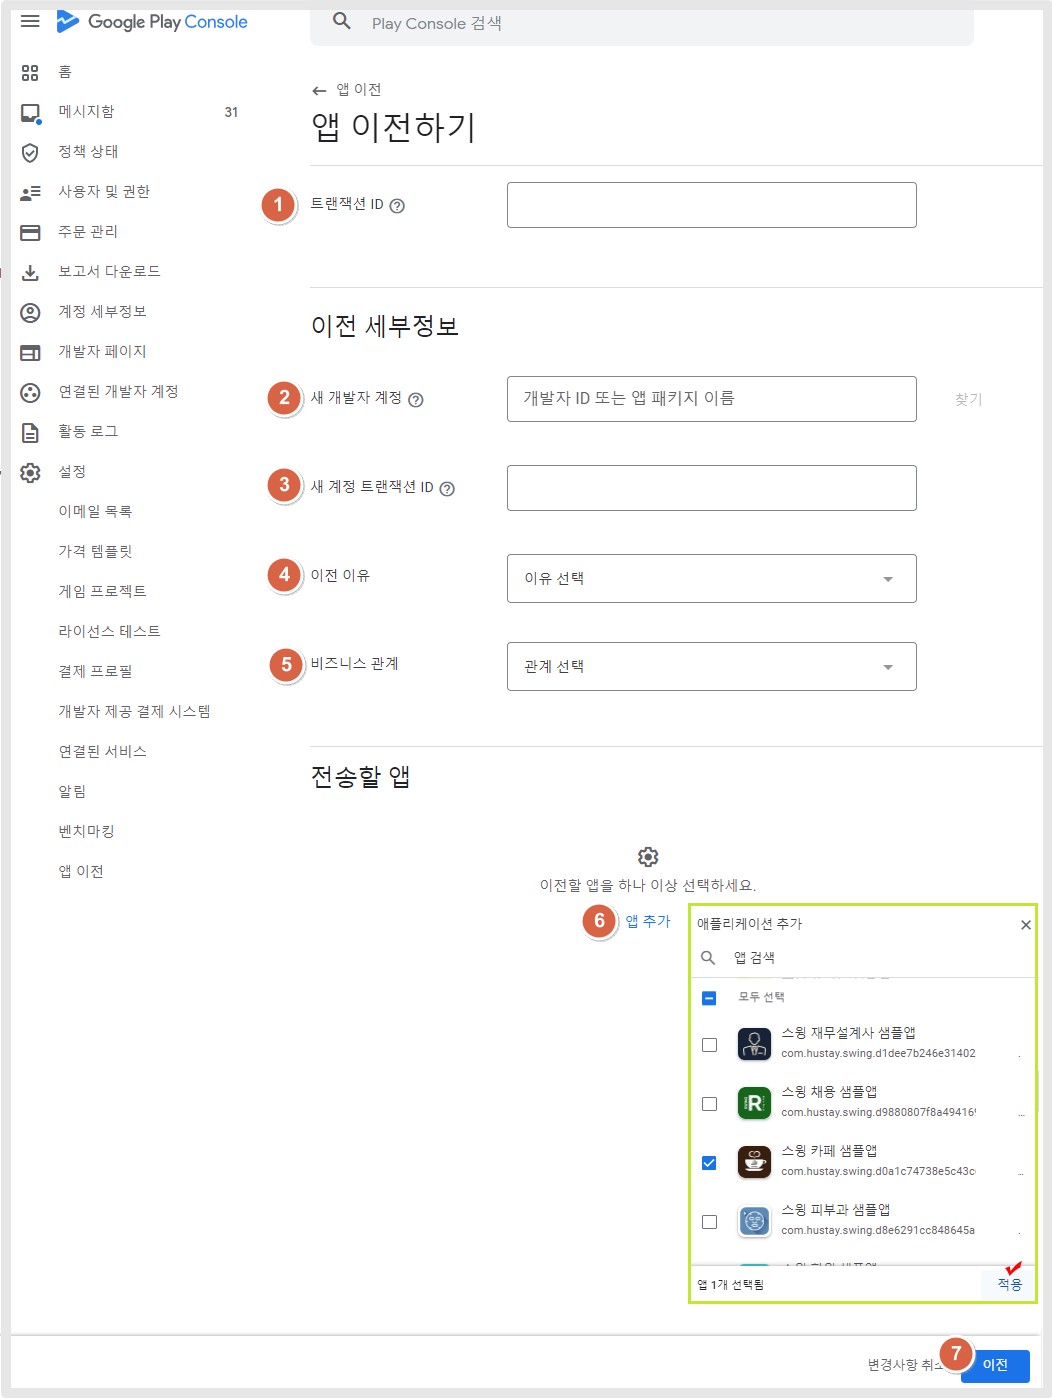 Google Play Console
Play Console 검색
홈
메시지함 31
정책 상태
사용자 및 권한
주문 관리
보고서 다운로드
계정 세부정보
개발자 페이지
연결된 개발자 계정
활동 로그
설정
이메일 목록
가격 템플릿
게임 프로젝트
라이선스 테스트
결제 프로필
개발자 제공 결제 시스템
연결된 서비스
알림
벤치마킹
앱 이전
← 앱 이전
앱 이전하기
1 트랜잭션 ID ?
이전 세부정보
2 새 개발자 계정 ? 개발자 ID 또는 앱 패키지 이름 찾기
3 새 계정 트랜잭션 ID ?
4 이전 이유 이유 선택
5 비즈니스 관계 관계 선택
전송할 앱
이전할 앱을 하나 이상 선택하세요.
6 앱 추가
애플리케이션 추가
앱 검색
모두 선택
스윙 재무설계사 샘플앱
com.hustay.swing.d1dee7b246e31402 .
스윙 채용 샘플앱
com.hustay.swing.d9880807f8a49416 ...
스윙 카페 샘플앱
com.hustay.swing.d0a1c74738e5c43c ...
스윙 피부과 샘플앱
com.hustay.swing.d8e6291cc848645a .
앱 1개 선택됨 적용
변경사항 취소 7 이전